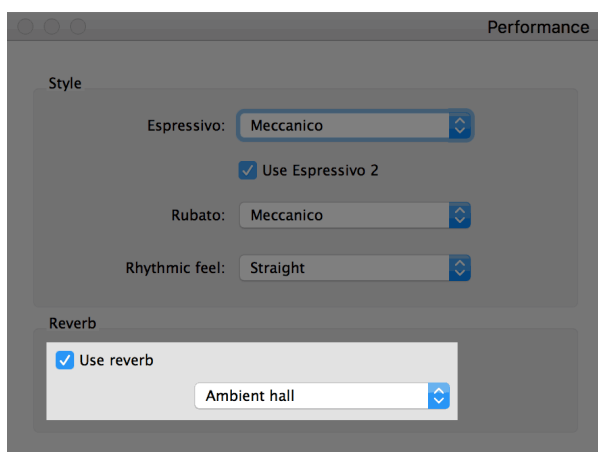 Performance
Style
Espressivo: Meccanico
Use Espressivo 2
Rubato: Meccanico
Rhythmic feel: Straight
Reverb
Use reverb
Ambient hall